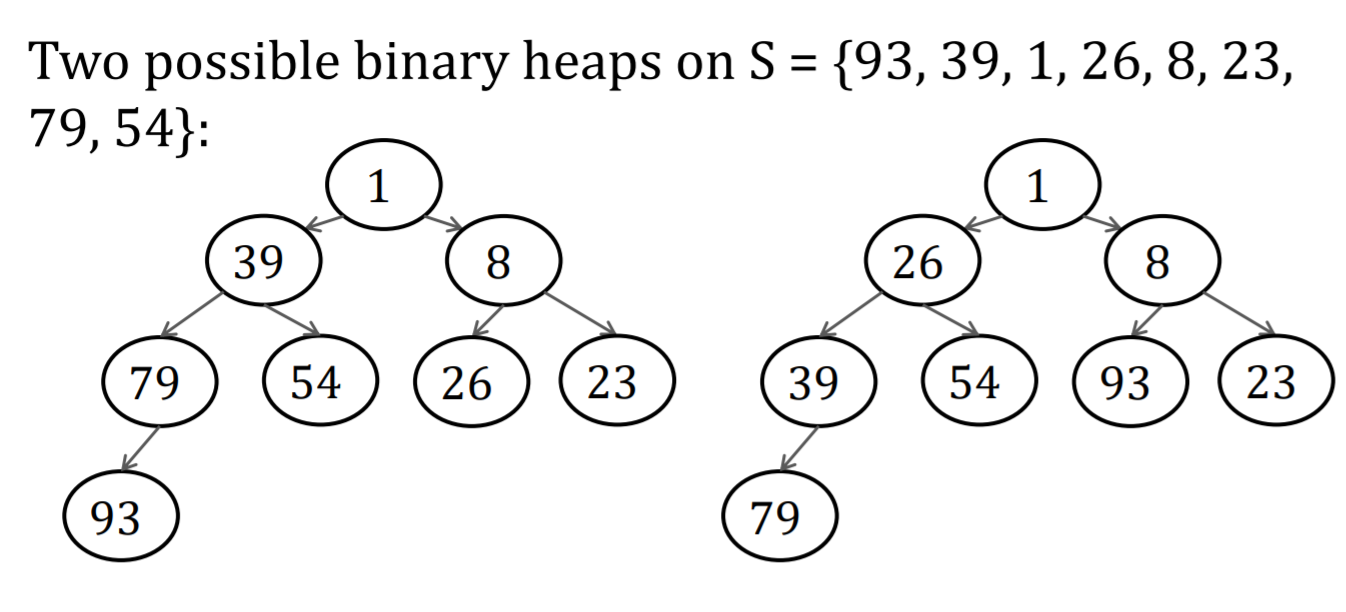 Two possible binary heaps on S = {93, 39, 1, 26, 8, 23,
79, 54}:
1
39 8
79 54 26 23
93
1
26 8
39 54 93 23
79